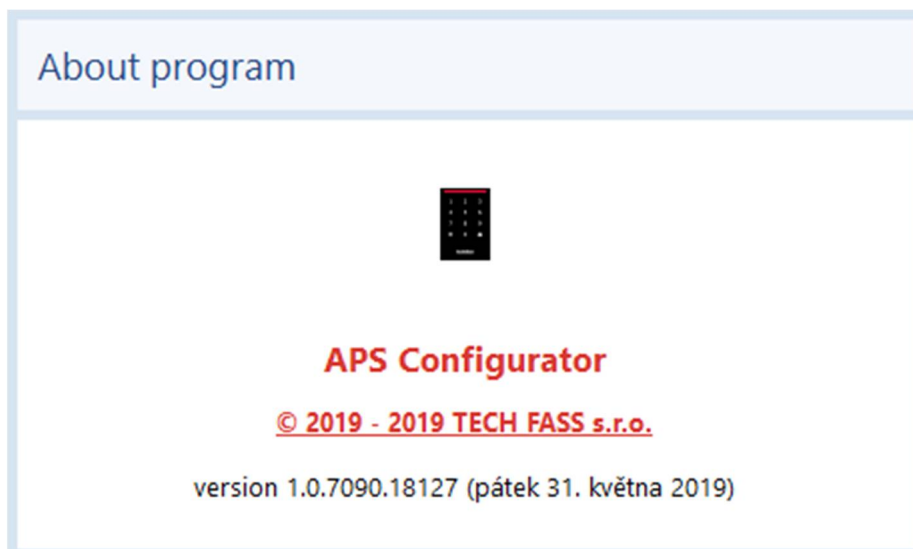 About program
APS Configurator
© 2019 - 2019 TECH FASS s.r.o.
version 1.0.7090.18127 (pátek 31. května 2019)